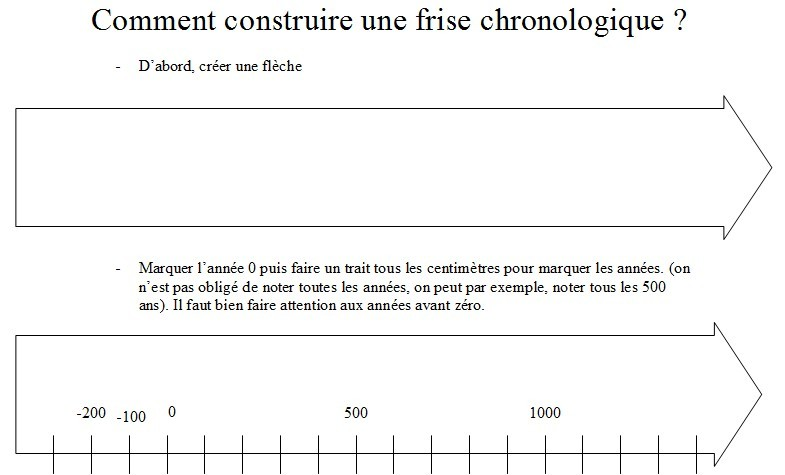 Comment construire une frise chronologique ?
- D'abord, créer une flèche
- Marquer l'année 0 puis faire un trait tous les centimètres pour marquer les années. (on
n'est pas obligé de noter toutes les années, on peut par exemple, noter tous les 500
ans). Il faut bien faire attention aux années avant zéro.
-200 -100 0 500 1000